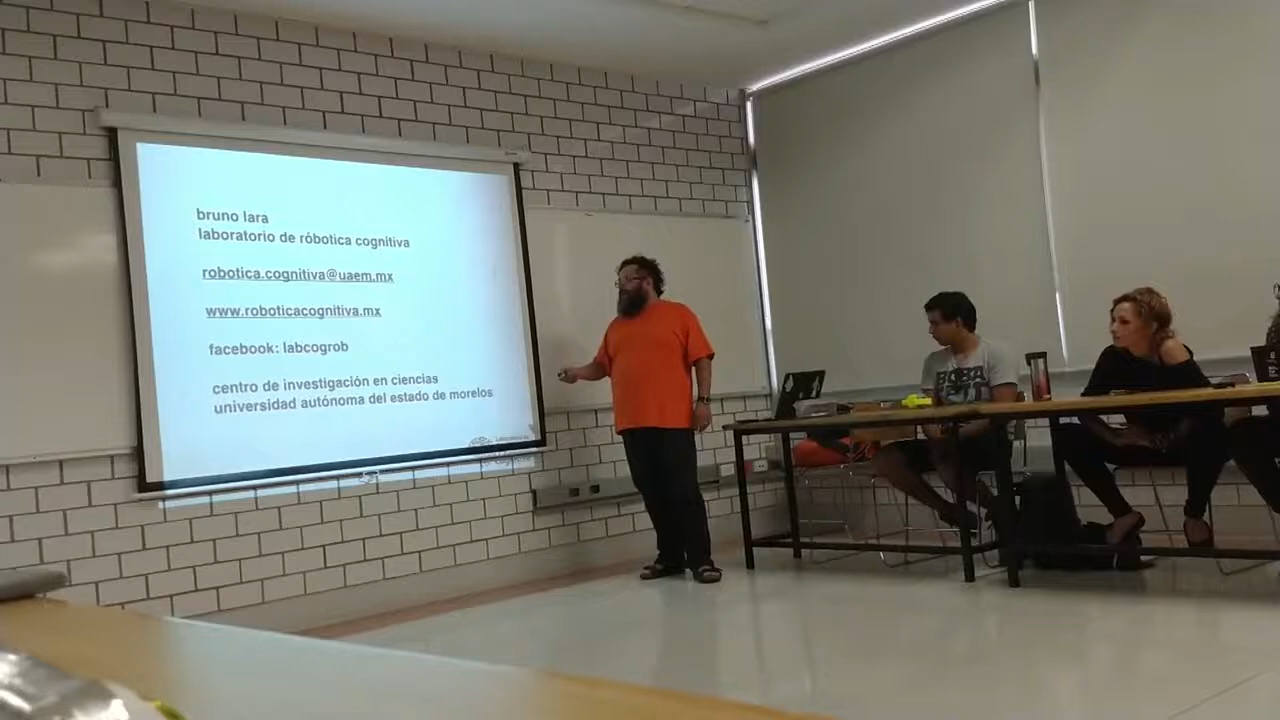 bruno lara
laboratorio de róbotica cognitiva
robotica.cognitiva@uaem.mx
www.roboticacognitiva.mx
facebook: labcogrob
centro de investigación en ciencias
universidad autónoma del estado de morelos
BOBA